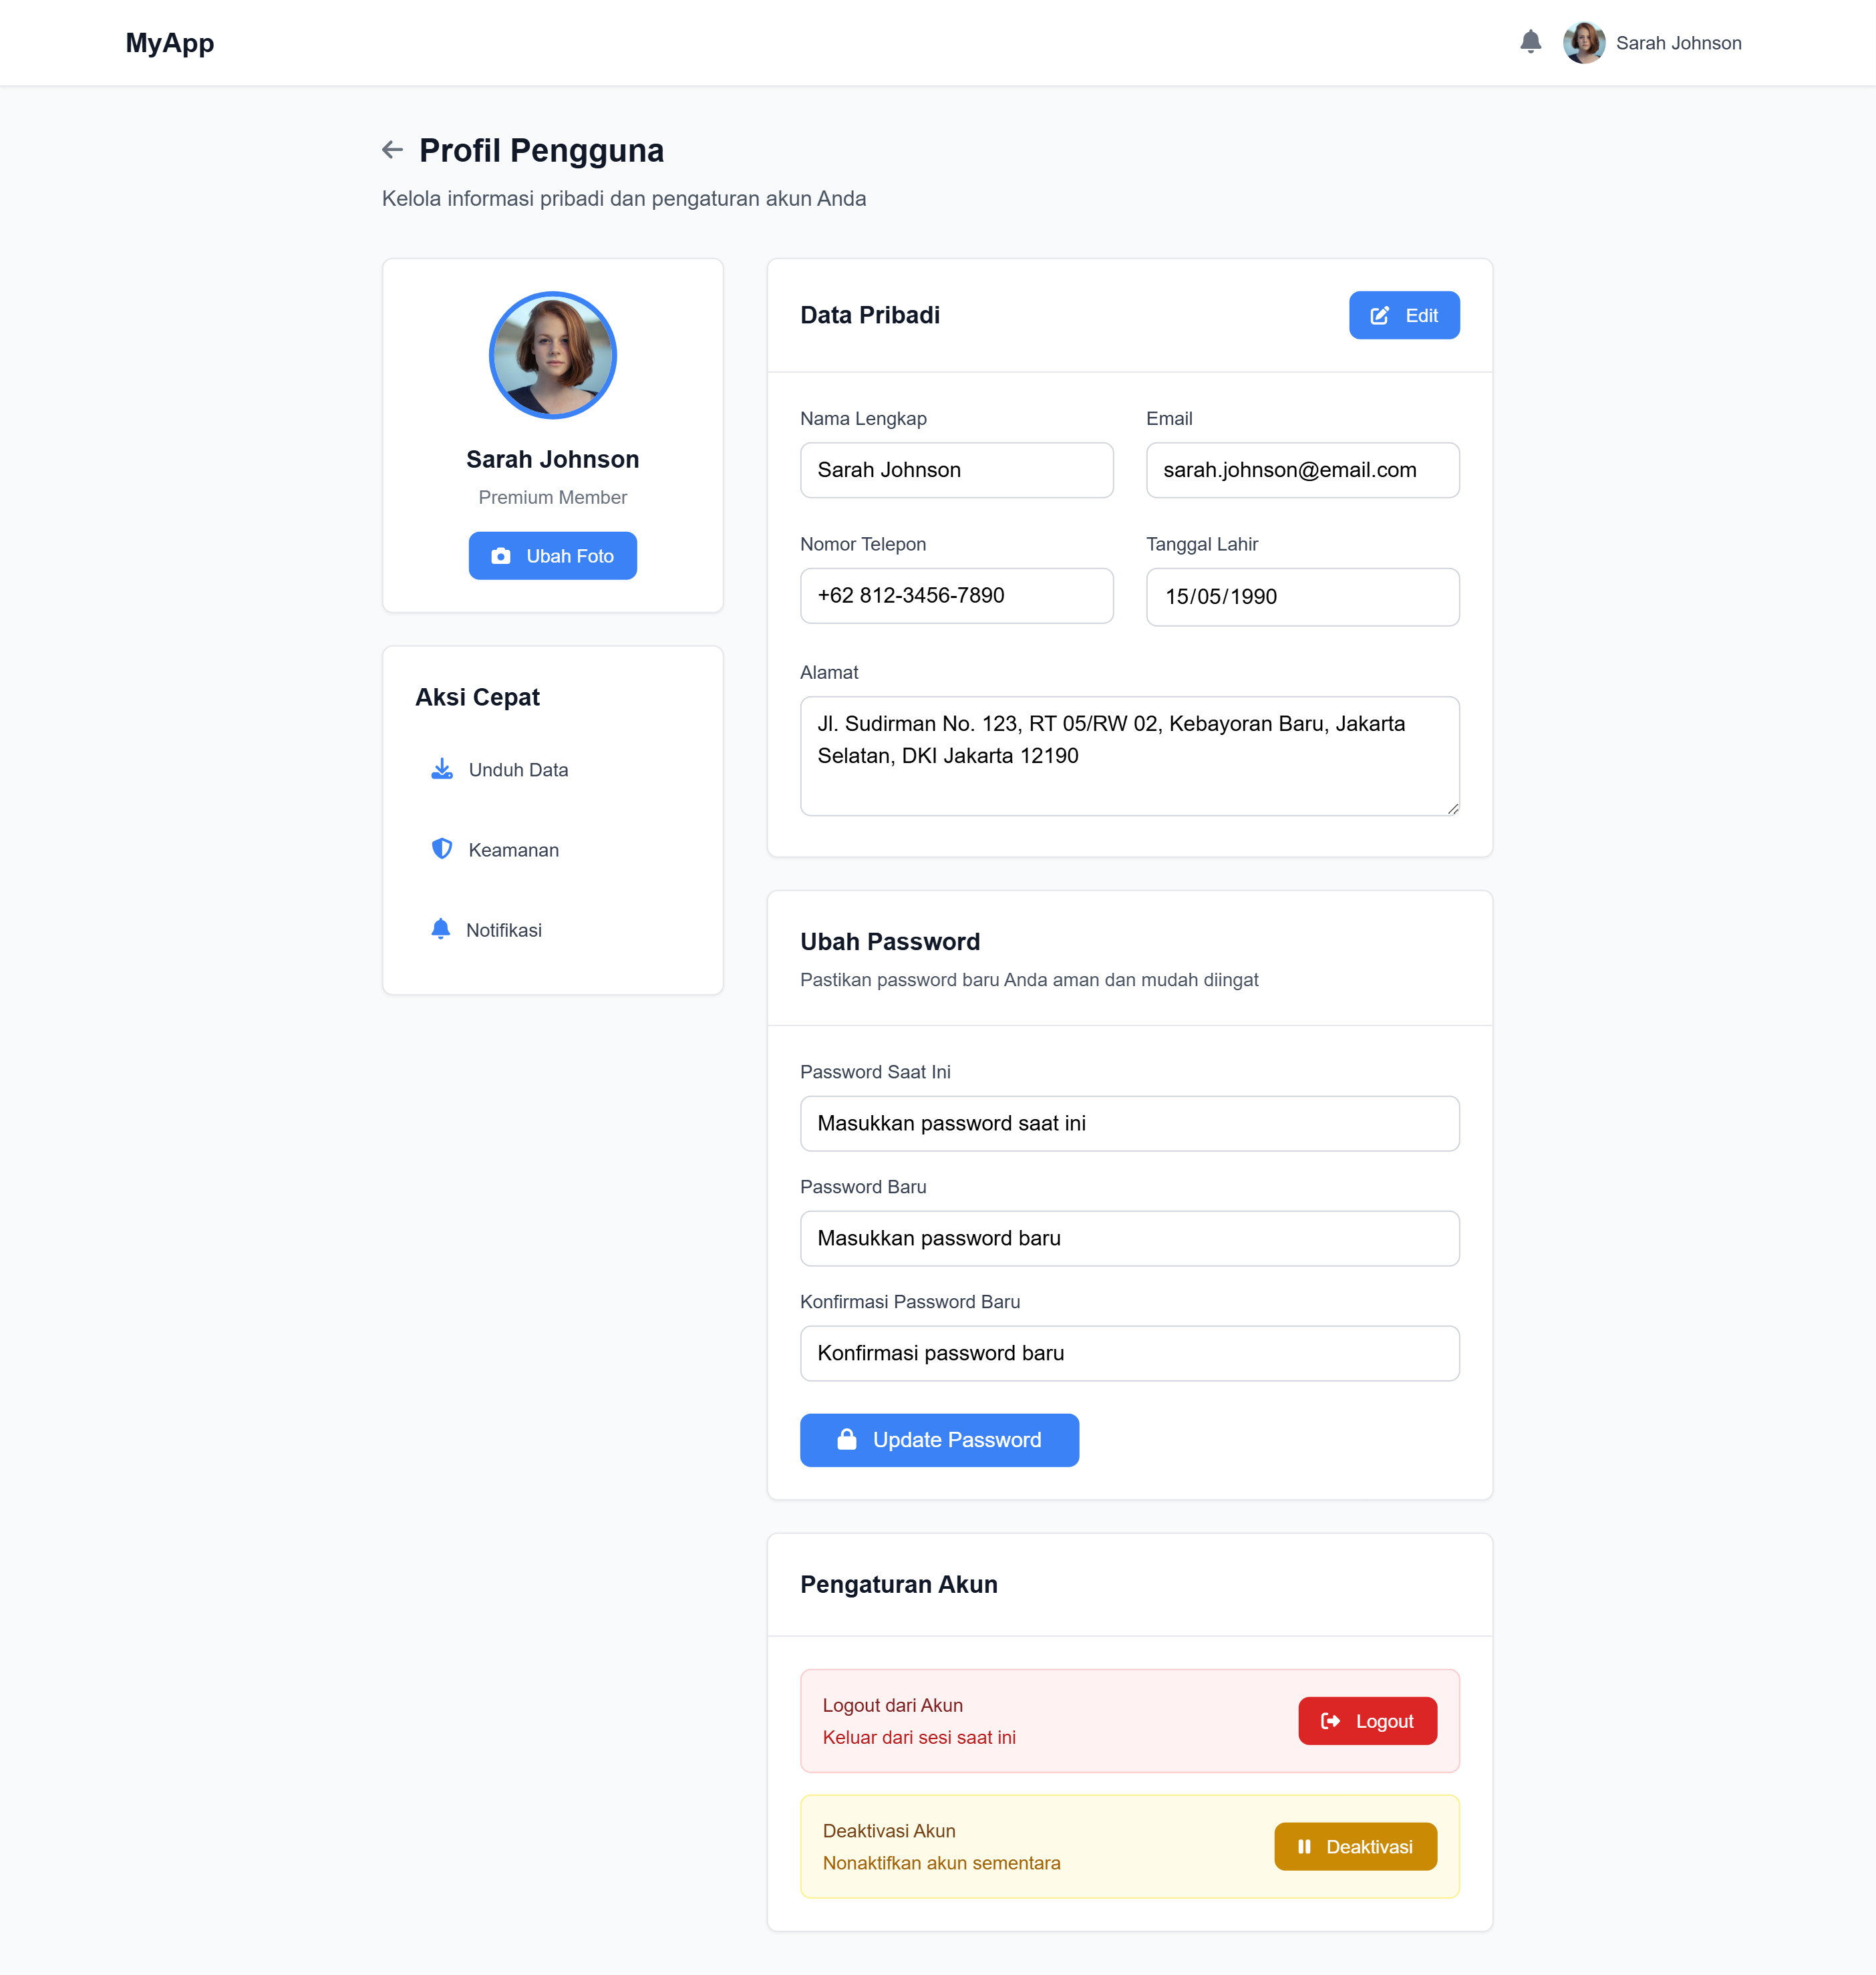 MyApp
Sarah Johnson
Profil Pengguna
Kelola informasi pribadi dan pengaturan akun Anda
Sarah Johnson
Premium Member
Ubah Foto
Aksi Cepat
Unduh Data
Keamanan
Notifikasi
Data Pribadi
Edit
Nama Lengkap
Sarah Johnson
Email
sarah.johnson@email.com
Nomor Telepon
+62 812-3456-7890
Tanggal Lahir
15/05/1990
Alamat
Jl. Sudirman No. 123, RT 05/RW 02, Kebayoran Baru, Jakarta
Selatan, DKI Jakarta 12190
Ubah Password
Pastikan password baru Anda aman dan mudah diingat
Password Saat Ini
Masukkan password saat ini
Password Baru
Masukkan password baru
Konfirmasi Password Baru
Konfirmasi password baru
Update Password
Pengaturan Akun
Logout dari Akun
Keluar dari sesi saat ini
Logout
Deaktivasi Akun
Nonaktifkan akun sementara
Deaktivasi